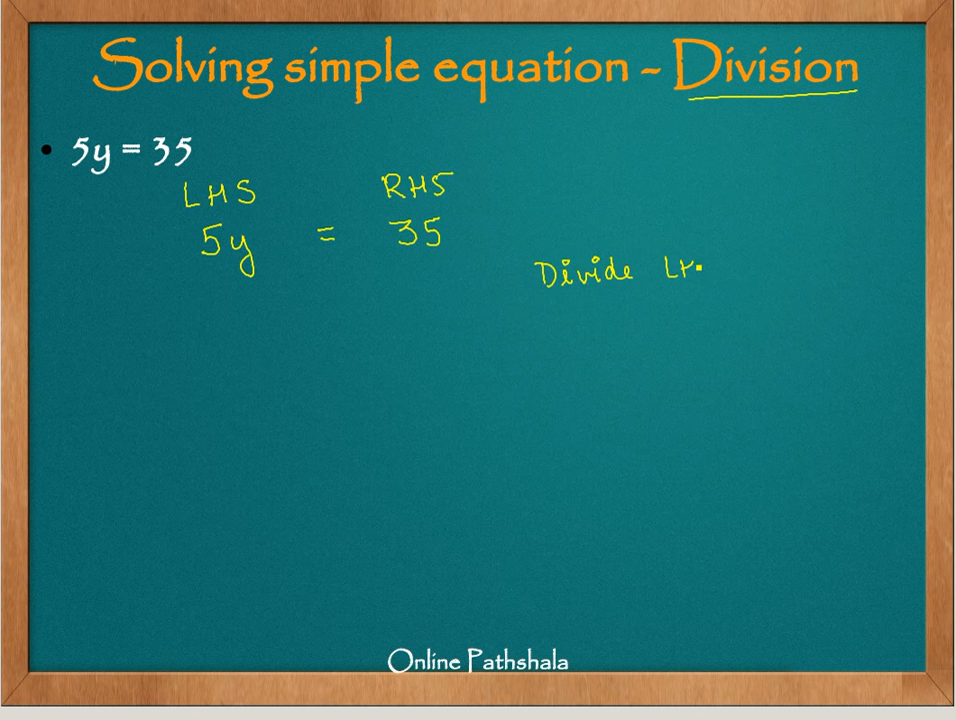 Solving simple equation - Division
• 5y = 35
LHS RHS
5y = 35
Divide
Online Pathshala